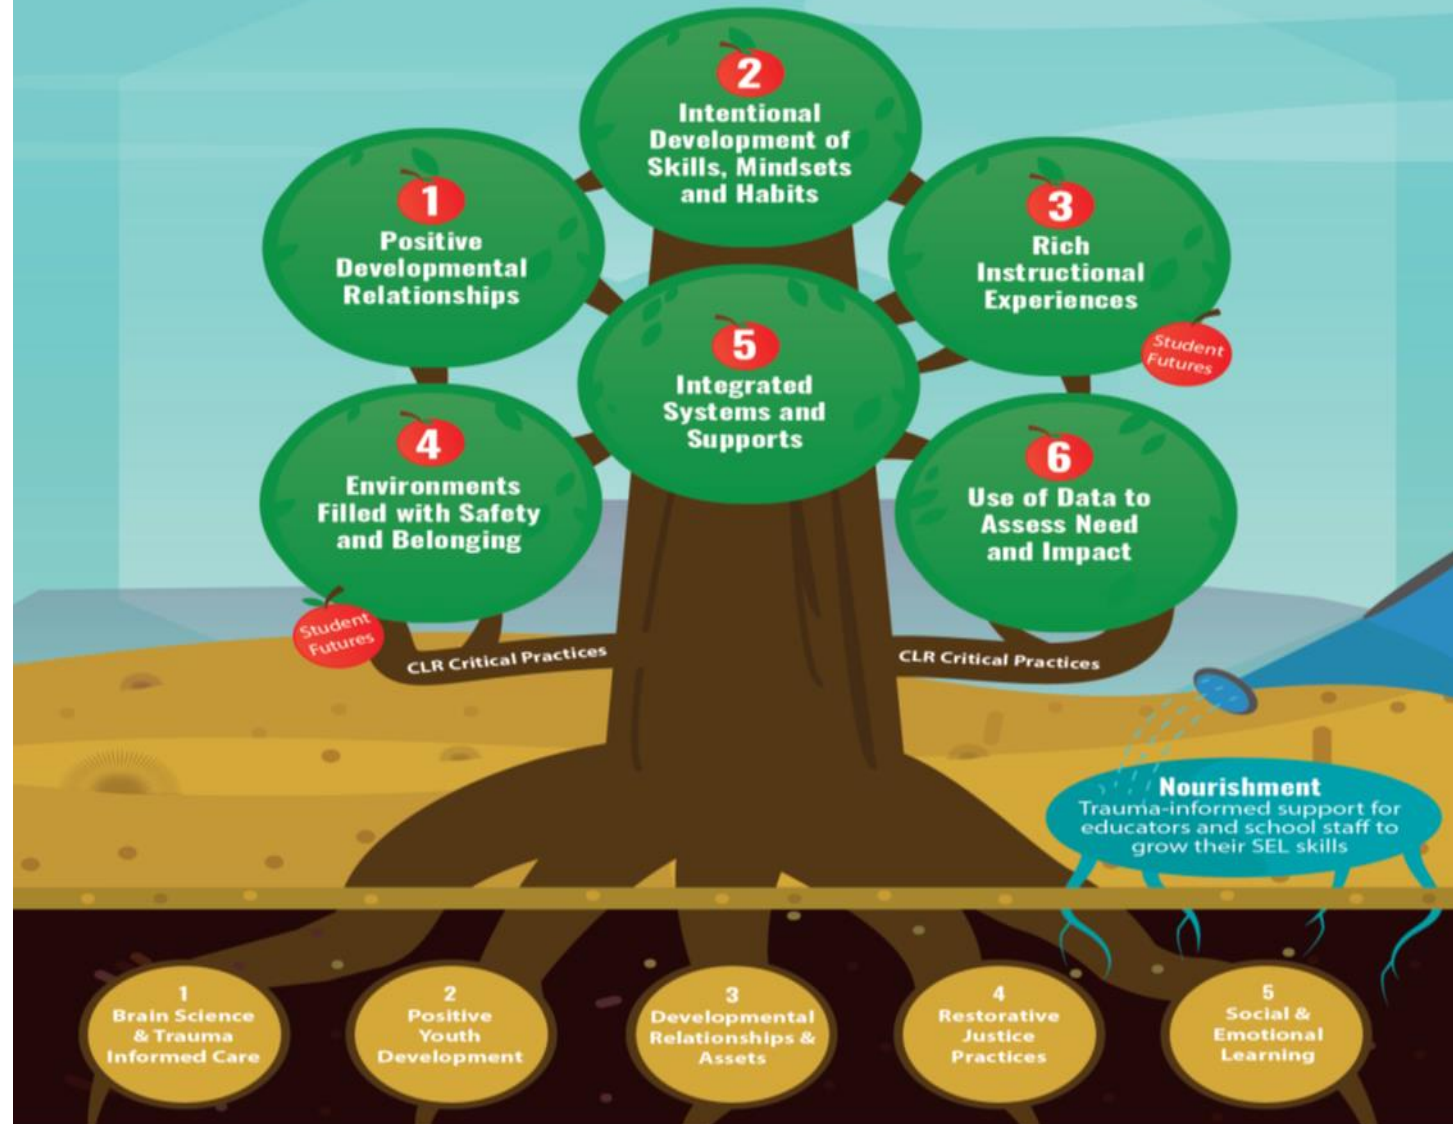 2
Intentional
Development of
Skills, Mindsets
and Habits
1
Positive
Developmental
Relationships
3
Rich
Instructional
Experiences
Student
Futures
5
Integrated
Systems and
Supports
4
Environments
Filled with Safety
and Belonging
6
Use of Data to
Assess Need
and Impact
Student
Futures
CLR Critical Practices
CLR Critical Practices
Nourishment
Trauma-informed support for
educators and school staff to
grow their SEL skills
1
Brain Science
& Trauma
Informed Care
2
Positive
Youth
Development
3
Developmental
Relationships &
Assets
4
Restorative
Justice
Practices
5
Social &
Emotional
Learning